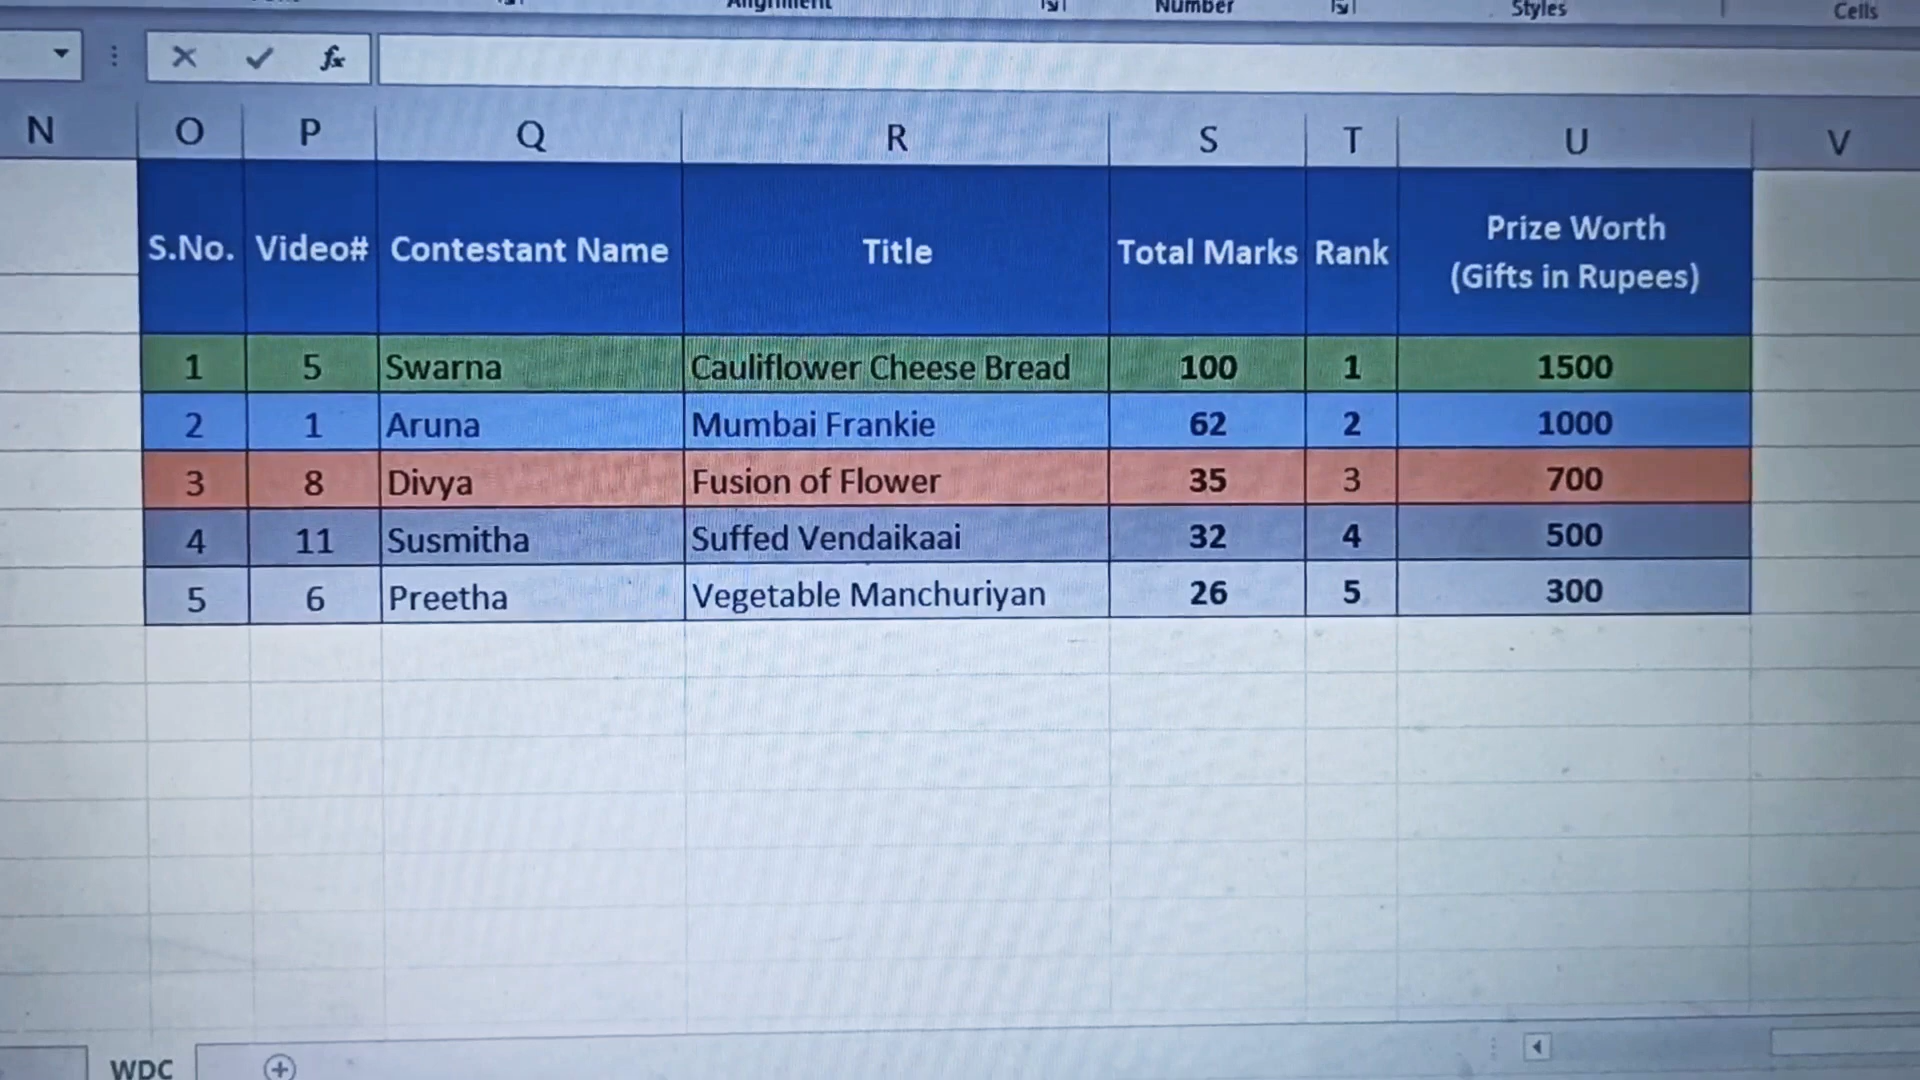 Alignment Number Styles Cells
fx
N O P Q R S T U V
S.No. Video# Contestant Name Title Total Marks Rank Prize Worth
(Gifts in Rupees)
1 5 Swarna Cauliflower Cheese Bread 100 1 1500
2 1 Aruna Mumbai Frankie 62 2 1000
3 8 Divya Fusion of Flower 35 3 700
4 11 Susmitha Suffed Vendaikaai 32 4 500
5 6 Preetha Vegetable Manchuriyan 26 5 300
WDC